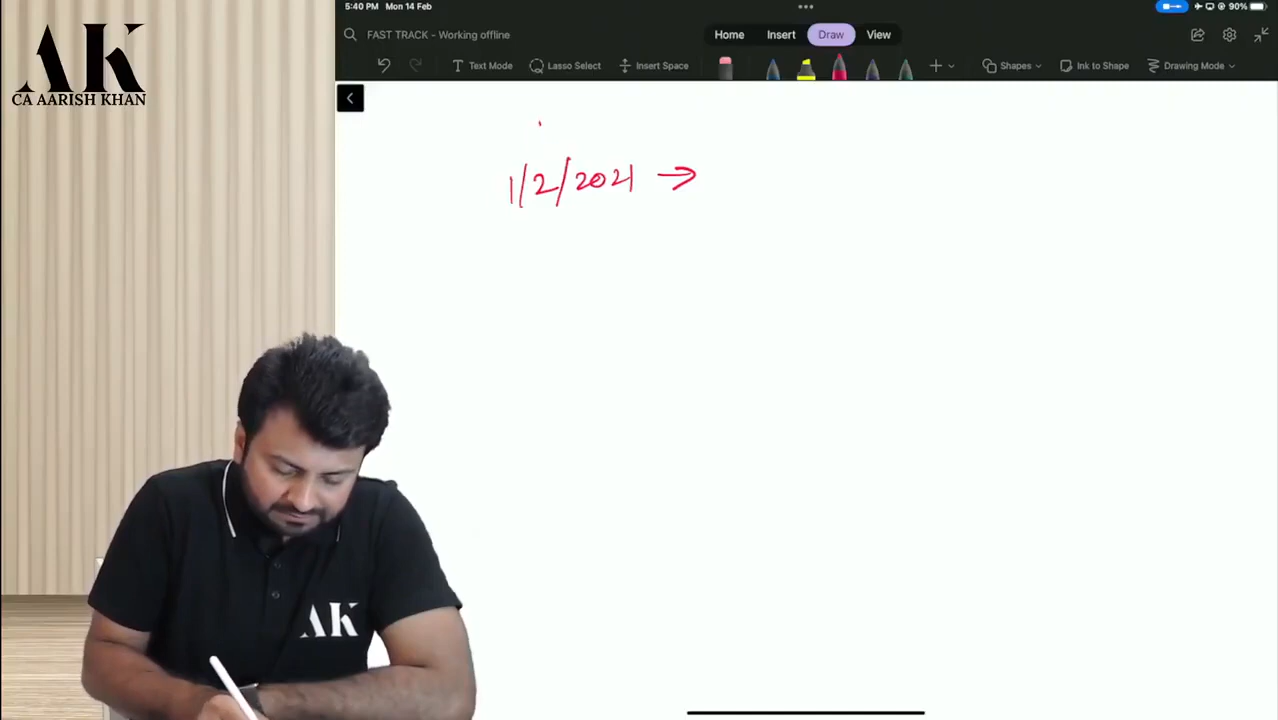 AK
CA AARISH KHAN
5:40 PM Mon 14 Feb
90%
FAST TRACK - Working offline
Home Insert Draw View
Text Mode Lasso Select Insert Space Shapes Ink to Shape Drawing Mode
1/2/2021 →
AK